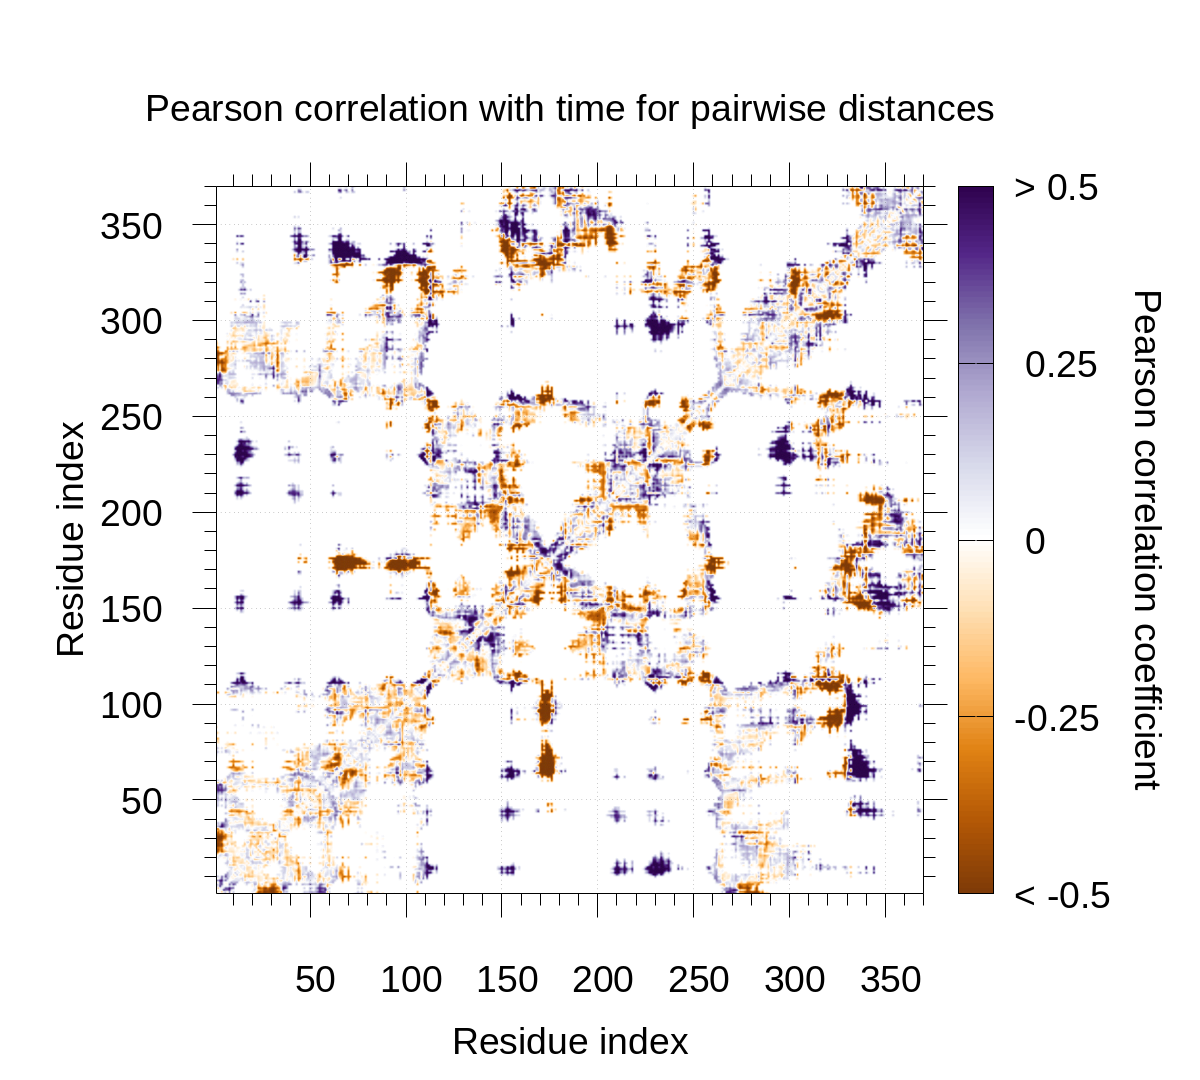 Pearson correlation with time for pairwise distances
350
300
250
200
150
100
50
Residue index
50 100 150 200 250 300 350
Residue index
> 0.5
0.25
0
-0.25
< -0.5
Pearson correlation coefficient